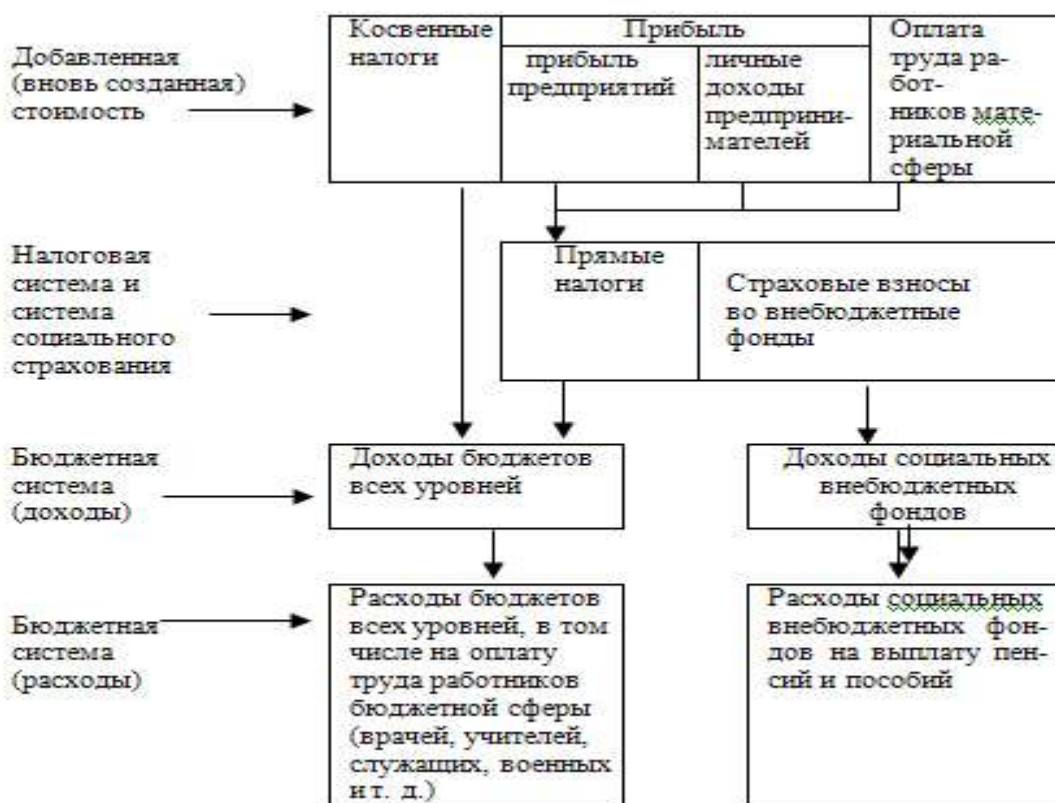 Добавленная
(вновь созданная)
стоимость
Косвенные
налоги
Прибыль
прибыль
предприятий
личные
доходы
предприни-
мателей
Оплата
труда ра-
бот-
ников мате-
риальной
сферы
Налоговая
система и
система
социального
страхования
Прямые
налоги
Страховые взносы
во внебюджетные
фонды
Бюджетная
система
(доходы)
Доходы бюджетов
всех уровней
Доходы социальных
внебюджетных
фондов
Бюджетная
система
(расходы)
Расходы бюджетов
всех уровней, в том
числе на оплату
труда работников
бюджетной сферы
(врачей, учителей,
служащих, военных
и т. д.)
Расходы социальных
внебюджетных фон-
дов на выплату пен-
сий и пособий